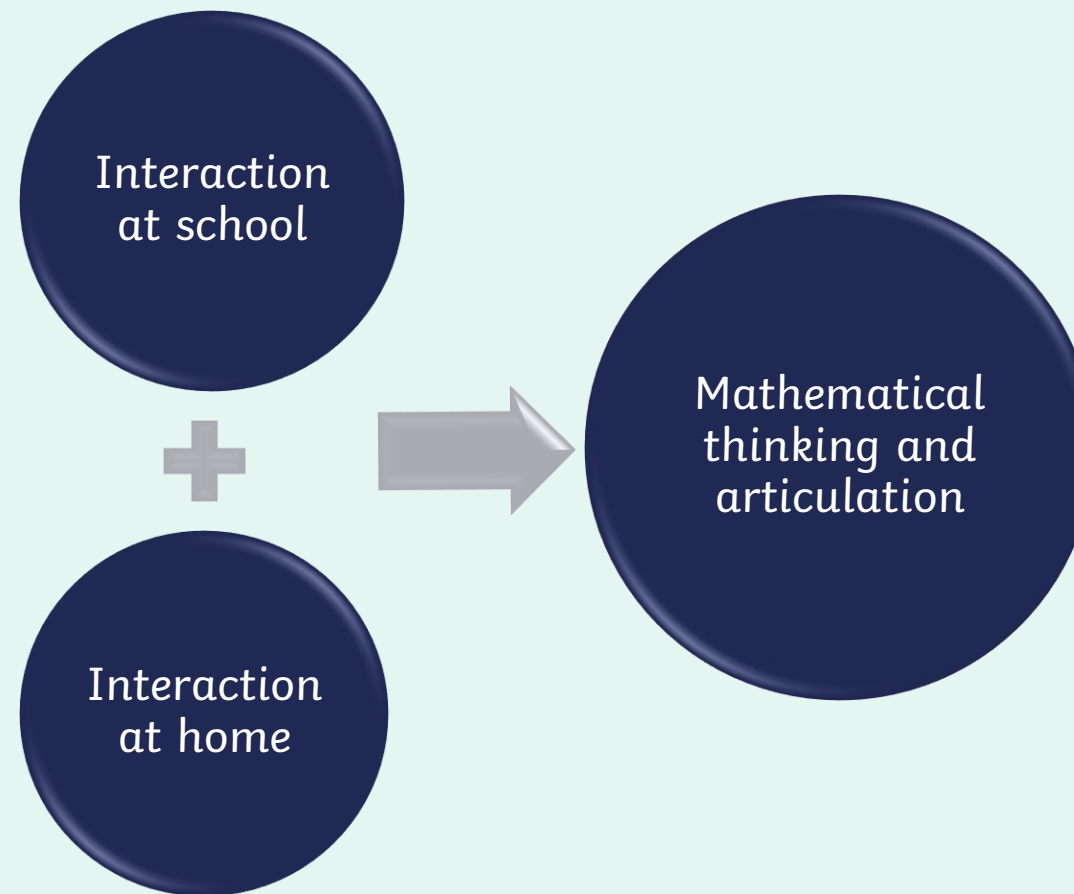 Interaction
at school
Interaction
at home
Mathematical
thinking and
articulation